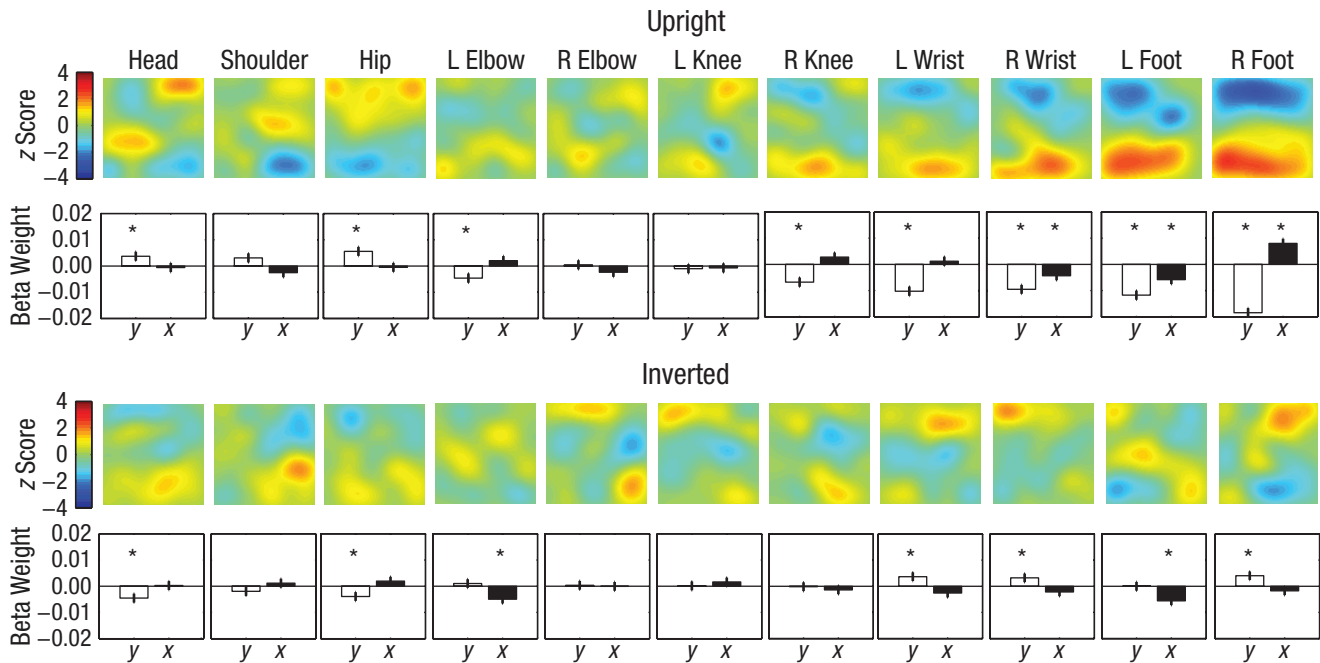 Upright
Head Shoulder Hip L Elbow R Elbow L Knee R Knee L Wrist R Wrist L Foot R Foot
z Score
4
2
0
−2
−4
Beta Weight
0.02
0.01
0.00
−0.01
−0.02
* * * * * * * * * * *
y x y x y x y x y x y x y x y x y x y x y x
Inverted
z Score
4
2
0
−2
−4
Beta Weight
0.02
0.01
0.00
−0.01
−0.02
* * * * * * *
y x y x y x y x y x y x y x y x y x y x y x